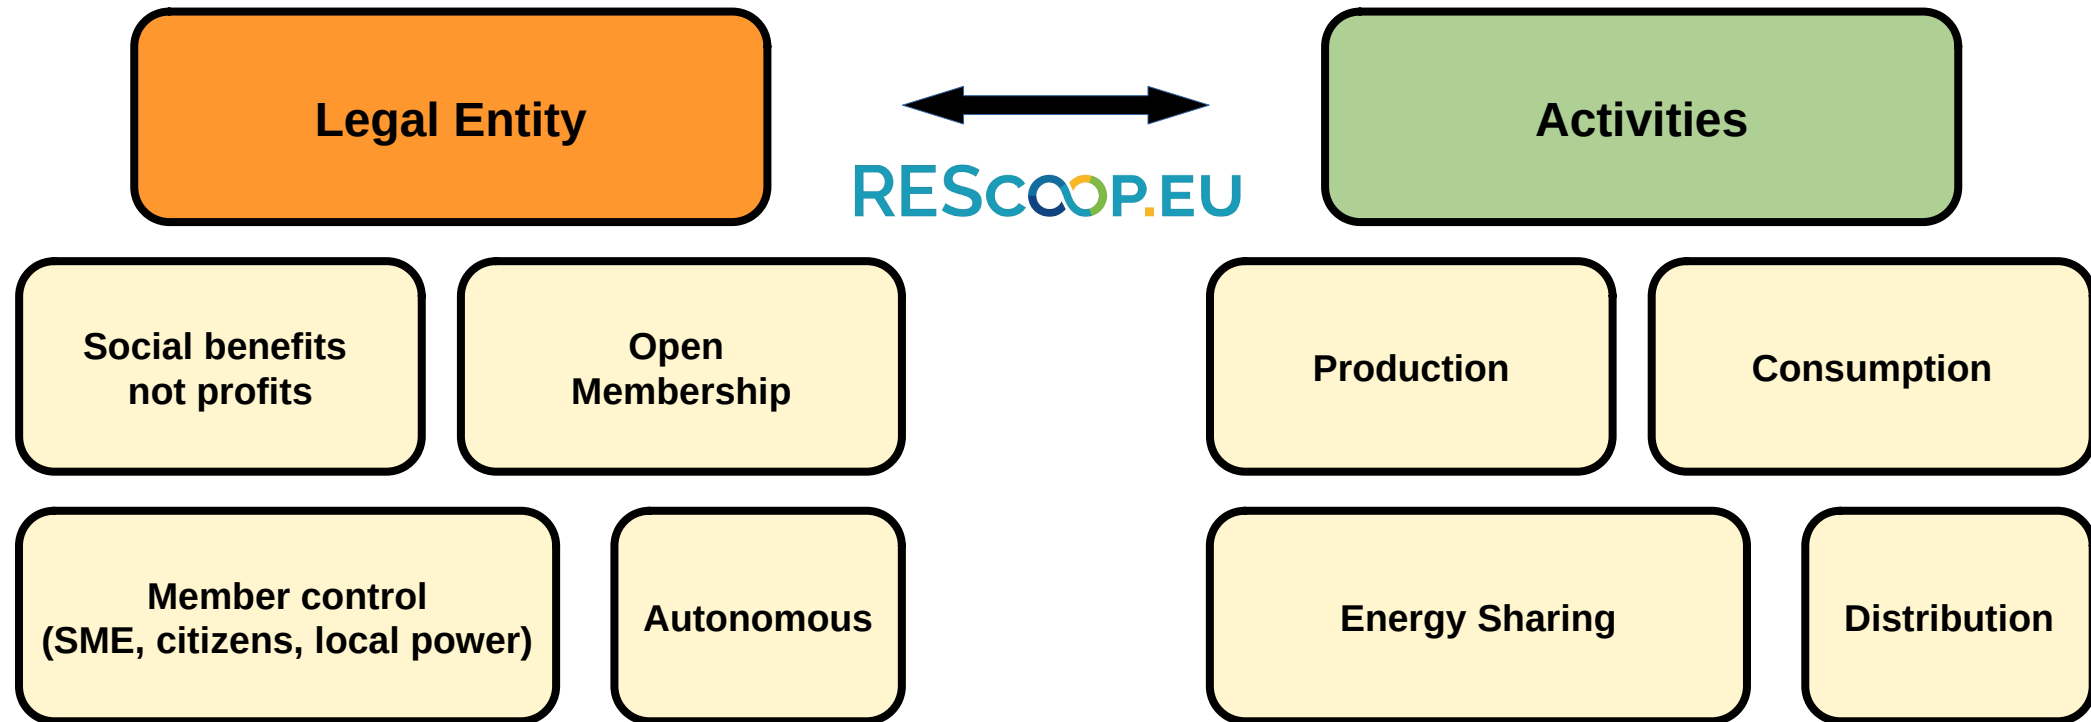 Legal Entity
Activities
REScoop.EU
Social benefits
not profits
Open
Membership
Production
Consumption
Member control
(SME, citizens, local power)
Autonomous
Energy Sharing
Distribution